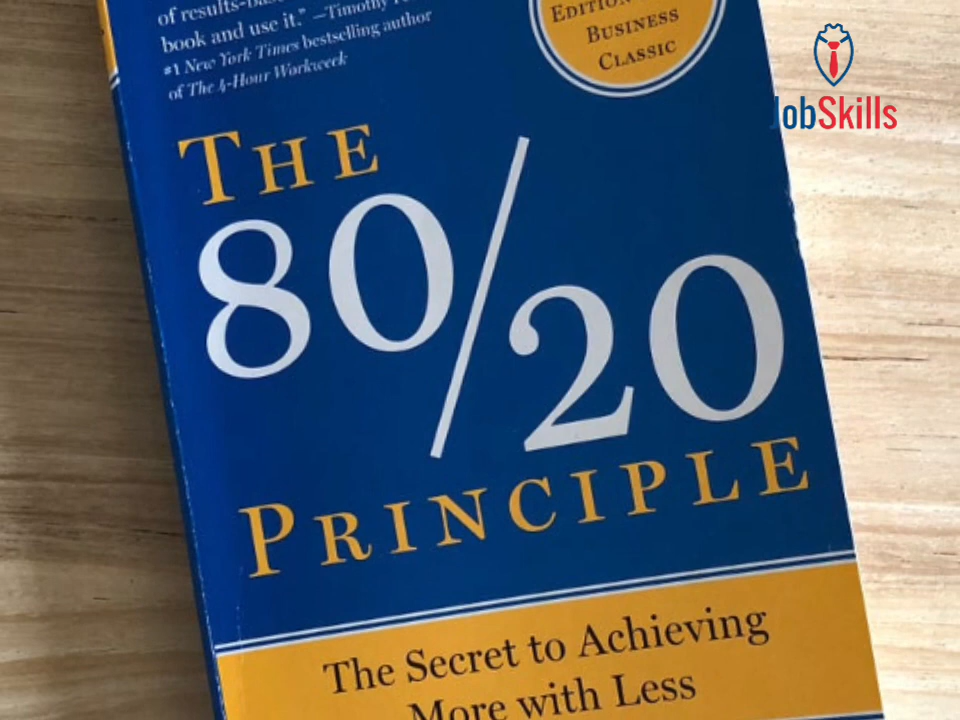 of results-based
book and use it." —Timothy
#1 New York Times bestselling author
of The 4-Hour Workweek
EDITION
BUSINESS
CLASSIC
JobSkills
THE
80/20
PRINCIPLE
The Secret to Achieving
More with Less